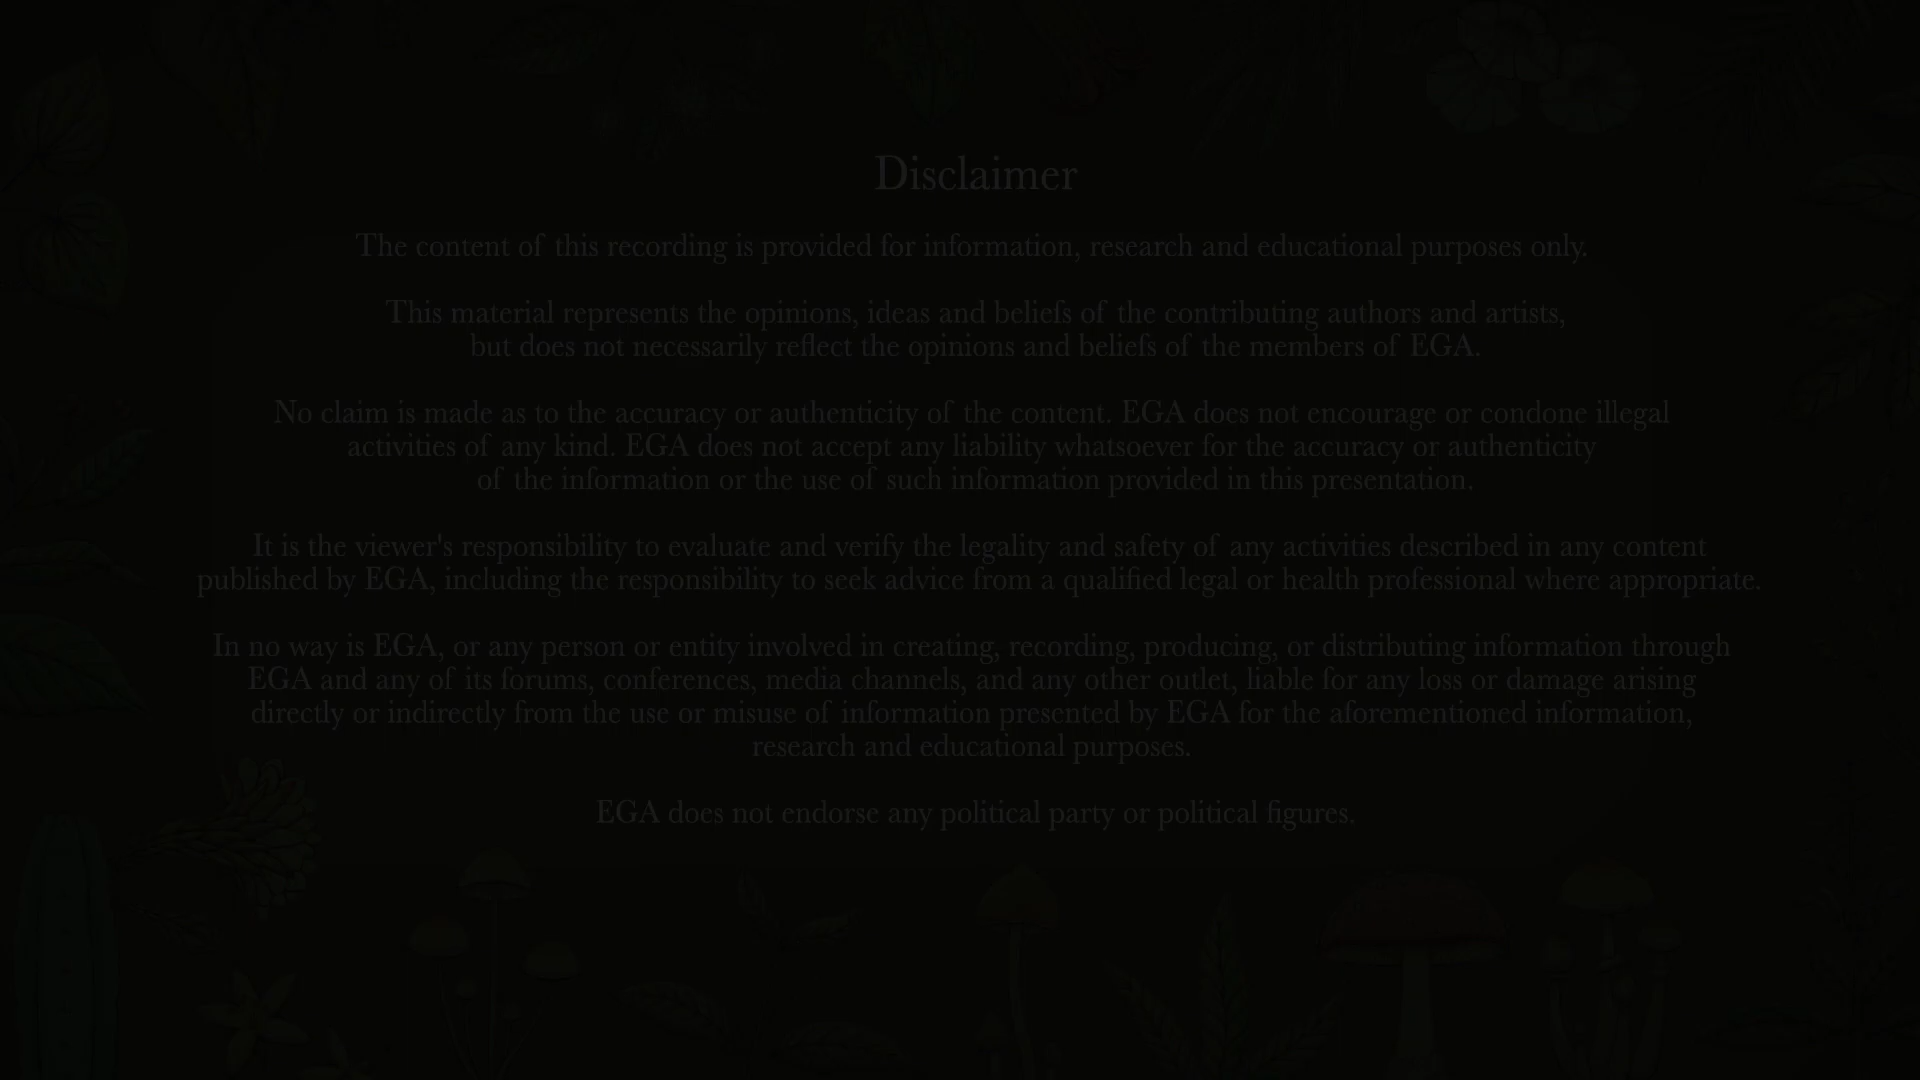 Disclaimer
The content of this recording is provided for information, research and educational purposes only.
This material represents the opinions, ideas and beliefs of the contributing authors and artists,
but does not necessarily reflect the opinions and beliefs of the members of EGA.
No claim is made as to the accuracy or authenticity of the content. EGA does not encourage or condone illegal
activities of any kind. EGA does not accept any liability whatsoever for the accuracy or authenticity
of the information or the use of such information provided in this presentation.
It is the viewer's responsibility to evaluate and verify the legality and safety of any activities described in any content
published by EGA, including the responsibility to seek advice from a qualified legal or health professional where appropriate.
In no way is EGA, or any person or entity involved in creating, recording, producing, or distributing information through
EGA and any of its forums, conferences, media channels, and any other outlet, liable for any loss or damage arising
directly or indirectly from the use or misuse of information presented by EGA for the aforementioned information,
research and educational purposes.
EGA does not endorse any political party or political figures.